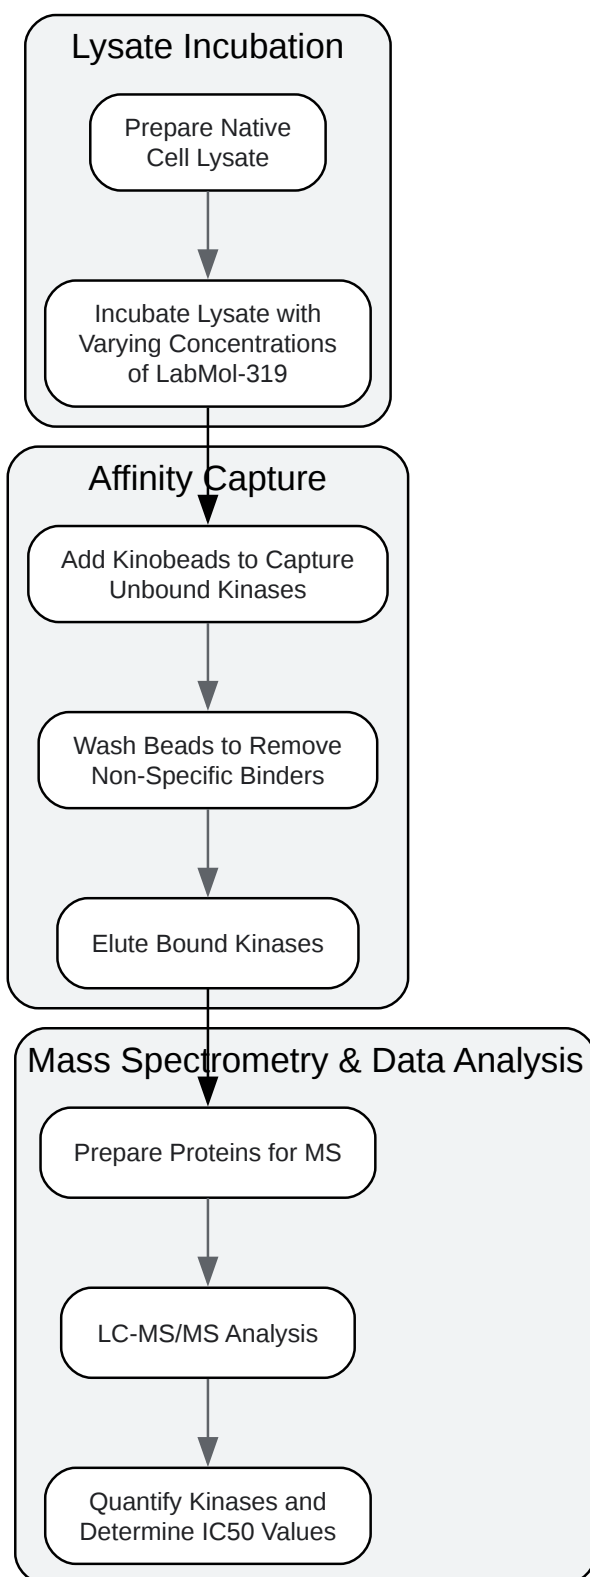 Lysate Incubation
Prepare Native
Cell Lysate
Incubate Lysate with
Varying Concentrations
of LabMol-319
Affinity Capture
Add Kinobeads to Capture
Unbound Kinases
Wash Beads to Remove
Non-Specific Binders
Elute Bound Kinases
Mass Spectrometry & Data Analysis
Prepare Proteins for MS
LC-MS/MS Analysis
Quantify Kinases and
Determine IC50 Values